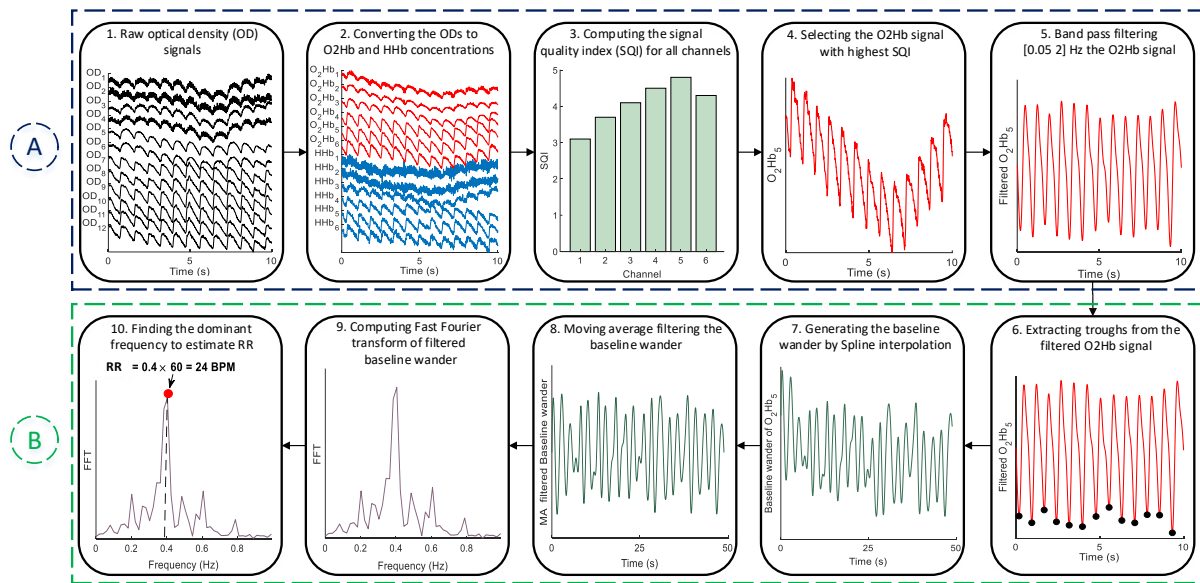 A
1. Raw optical density (OD)
signals
OD1
OD2
OD3
OD4
OD5
OD6
OD7
OD8
OD9
OD10
OD11
OD12
0
5
10
Time (s)
2. Converting the ODs to
O2Hb and HHb concentrations
O2Hb1
O2Hb2
O2Hb3
O2Hb4
O2Hb5
O2Hb6
HHb1
HHb2
HHb3
HHb4
HHb5
HHb6
0
5
10
Time (s)
3. Computing the signal
quality index (SQI) for all
channels
SQI
5
4
3
2
1
0
1 2 3 4 5 6
Channel
4. Selecting the O2Hb signal
with highest SQI
O2Hb5
0
5
10
Time (s)
5. Band pass filtering
[0.05 2] Hz the O2Hb signal
Filtered O2Hb5
0
5
10
Time (s)
B
10. Finding the dominant
frequency to estimate RR
RR = 0.4 × 60 = 24 BPM
FFT
0 0.2 0.4 0.6 0.8
Frequency (Hz)
9. Computing Fast Fourier
transform of filtered
baseline wander
FFT
0 0.4 0.8
Frequency (Hz)
8. Moving average filtering the
baseline wander
MA filtered Baseline wander
0 25 50
Time (s)
7. Generating the baseline
wander by Spline interpolation
Baseline wander of O2Hb5
0 25 50
Time (s)
6. Extracting troughs from the
filtered O2Hb signal
Filtered O2Hb5
0 5 10
Time (s)